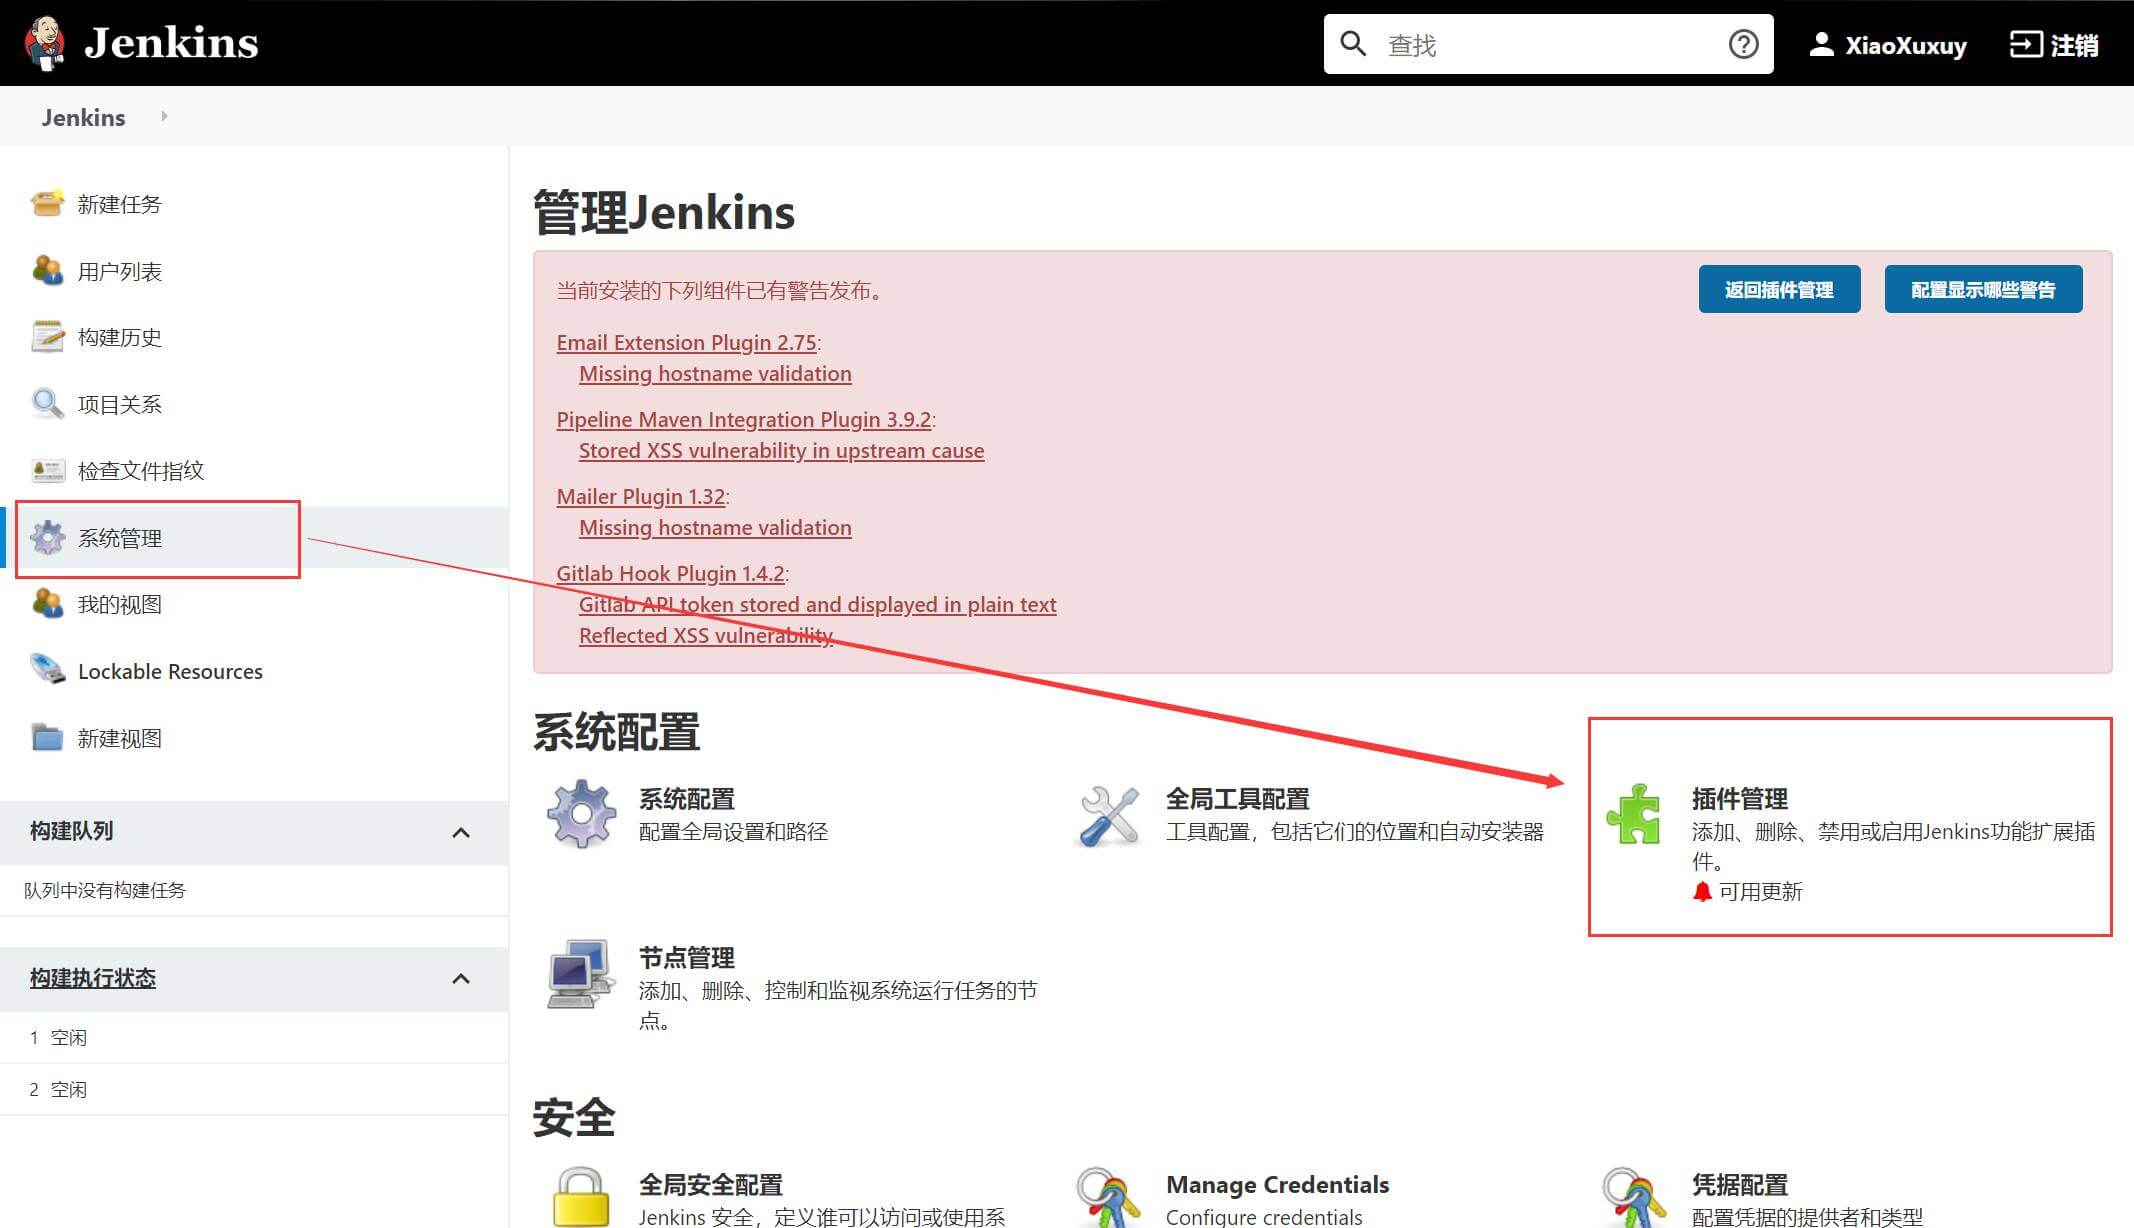 Jenkins
查找
XiaoXuxuy
注销
Jenkins
新建任务
用户列表
构建历史
项目关系
检查文件指纹
系统管理
我的视图
Lockable Resources
新建视图
构建队列
队列中没有构建任务
构建执行状态
1 空闲
2 空闲
管理Jenkins
当前安装的下列组件已有警告发布。
返回插件管理
配置显示哪些警告
Email Extension Plugin 2.75:
Missing hostname validation
Pipeline Maven Integration Plugin 3.9.2:
Stored XSS vulnerability in upstream cause
Mailer Plugin 1.32:
Missing hostname validation
Gitlab Hook Plugin 1.4.2:
Gitlab API token stored and displayed in plain text
Reflected XSS vulnerability
系统配置
系统配置
配置全局设置和路径
全局工具配置
工具配置，包括它们的位置和自动安装器
插件管理
添加、删除、禁用或启用Jenkins功能扩展插
件。
可用更新
节点管理
添加、删除、控制和监视系统运行任务的节
点。
安全
全局安全配置
Jenkins 安全，定义谁可以访问或使用系
Manage Credentials
Configure credentials
凭据配置
配置凭据的提供者和类型